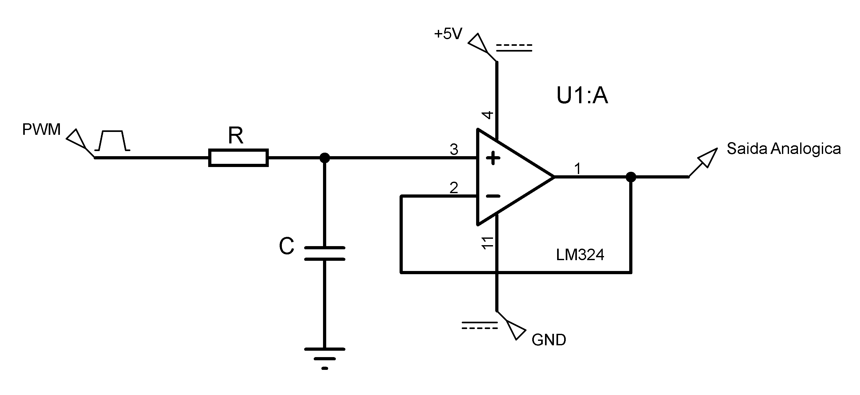 +5V
U1:A
4
PWM
R
3
+
1
Saida Analogica
2
−
C
11
LM324
GND